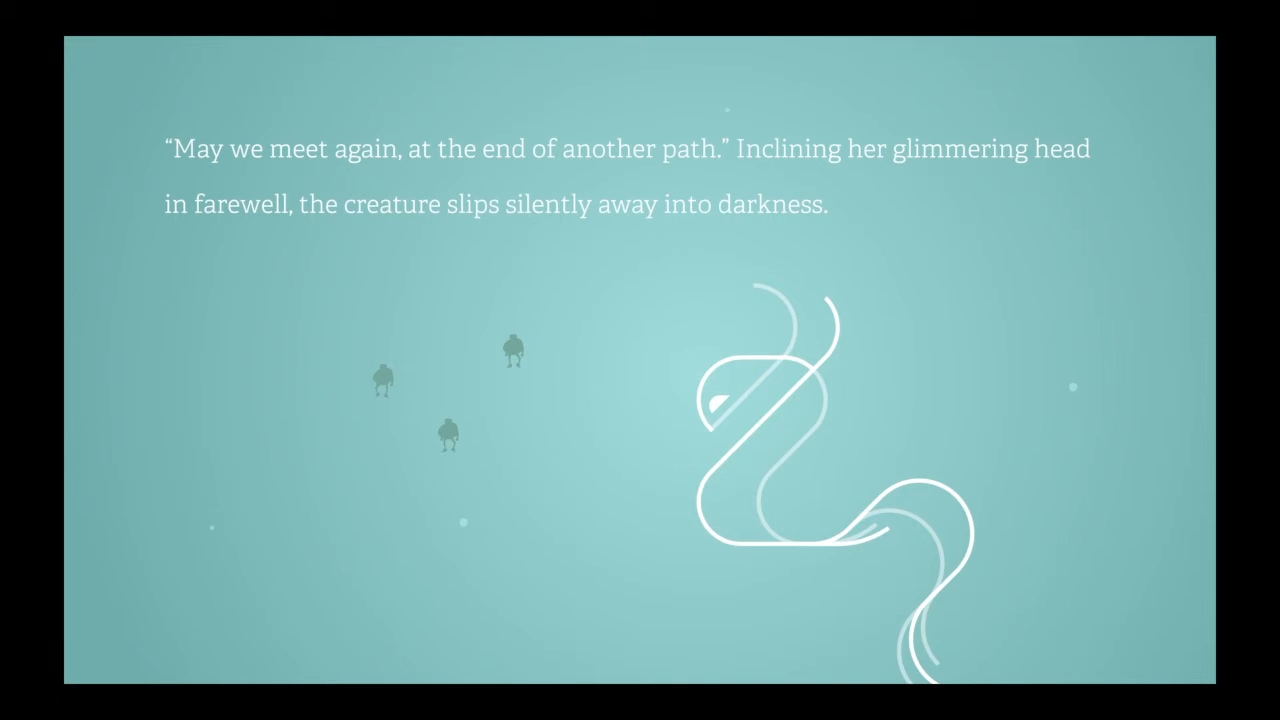 “May we meet again, at the end of another path.” Inclining her glimmering head
in farewell, the creature slips silently away into darkness.